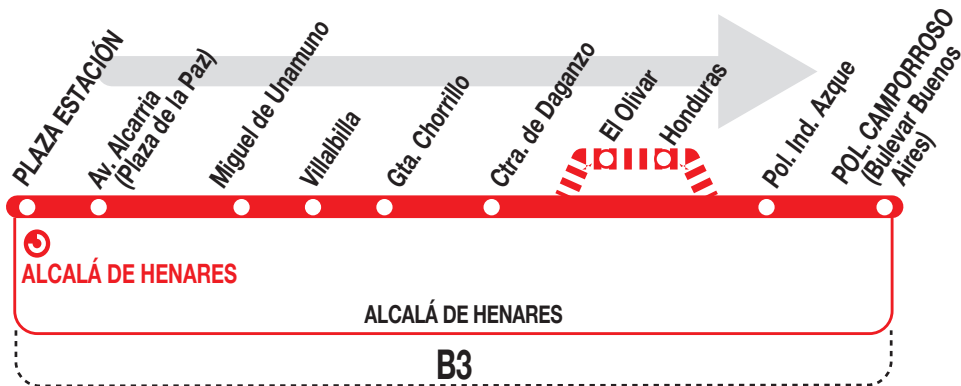 PLAZA ESTACIÓN
Av. Alcarria
(Plaza de la Paz)
Miguel de Unamuno
Villalbilla
Gta. Chorrillo
Ctra. de Daganzo
El Olivar
Honduras
Pol. Ind. Azque
POL. CAMPORROSO
(Bulevar Buenos
Aires)
ALCALÁ DE HENARES
ALCALÁ DE HENARES
B3